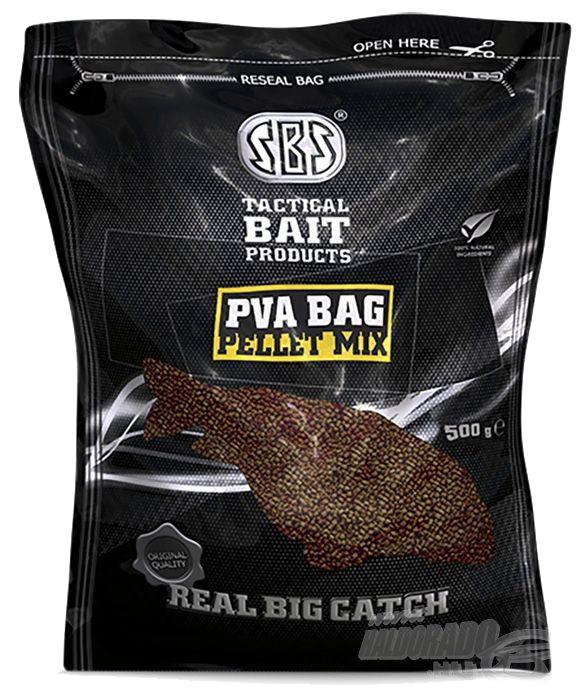 OPEN HERE
RESEAL BAG
SBS®
TACTICAL
BAIT
PRODUCTS
100% NATURAL
INGREDIENTS
PVA BAG
PELLET MIX
500 g ℮
ORIGINAL
QUALITY
REAL BIG CATCH
HALDORÁDÓ